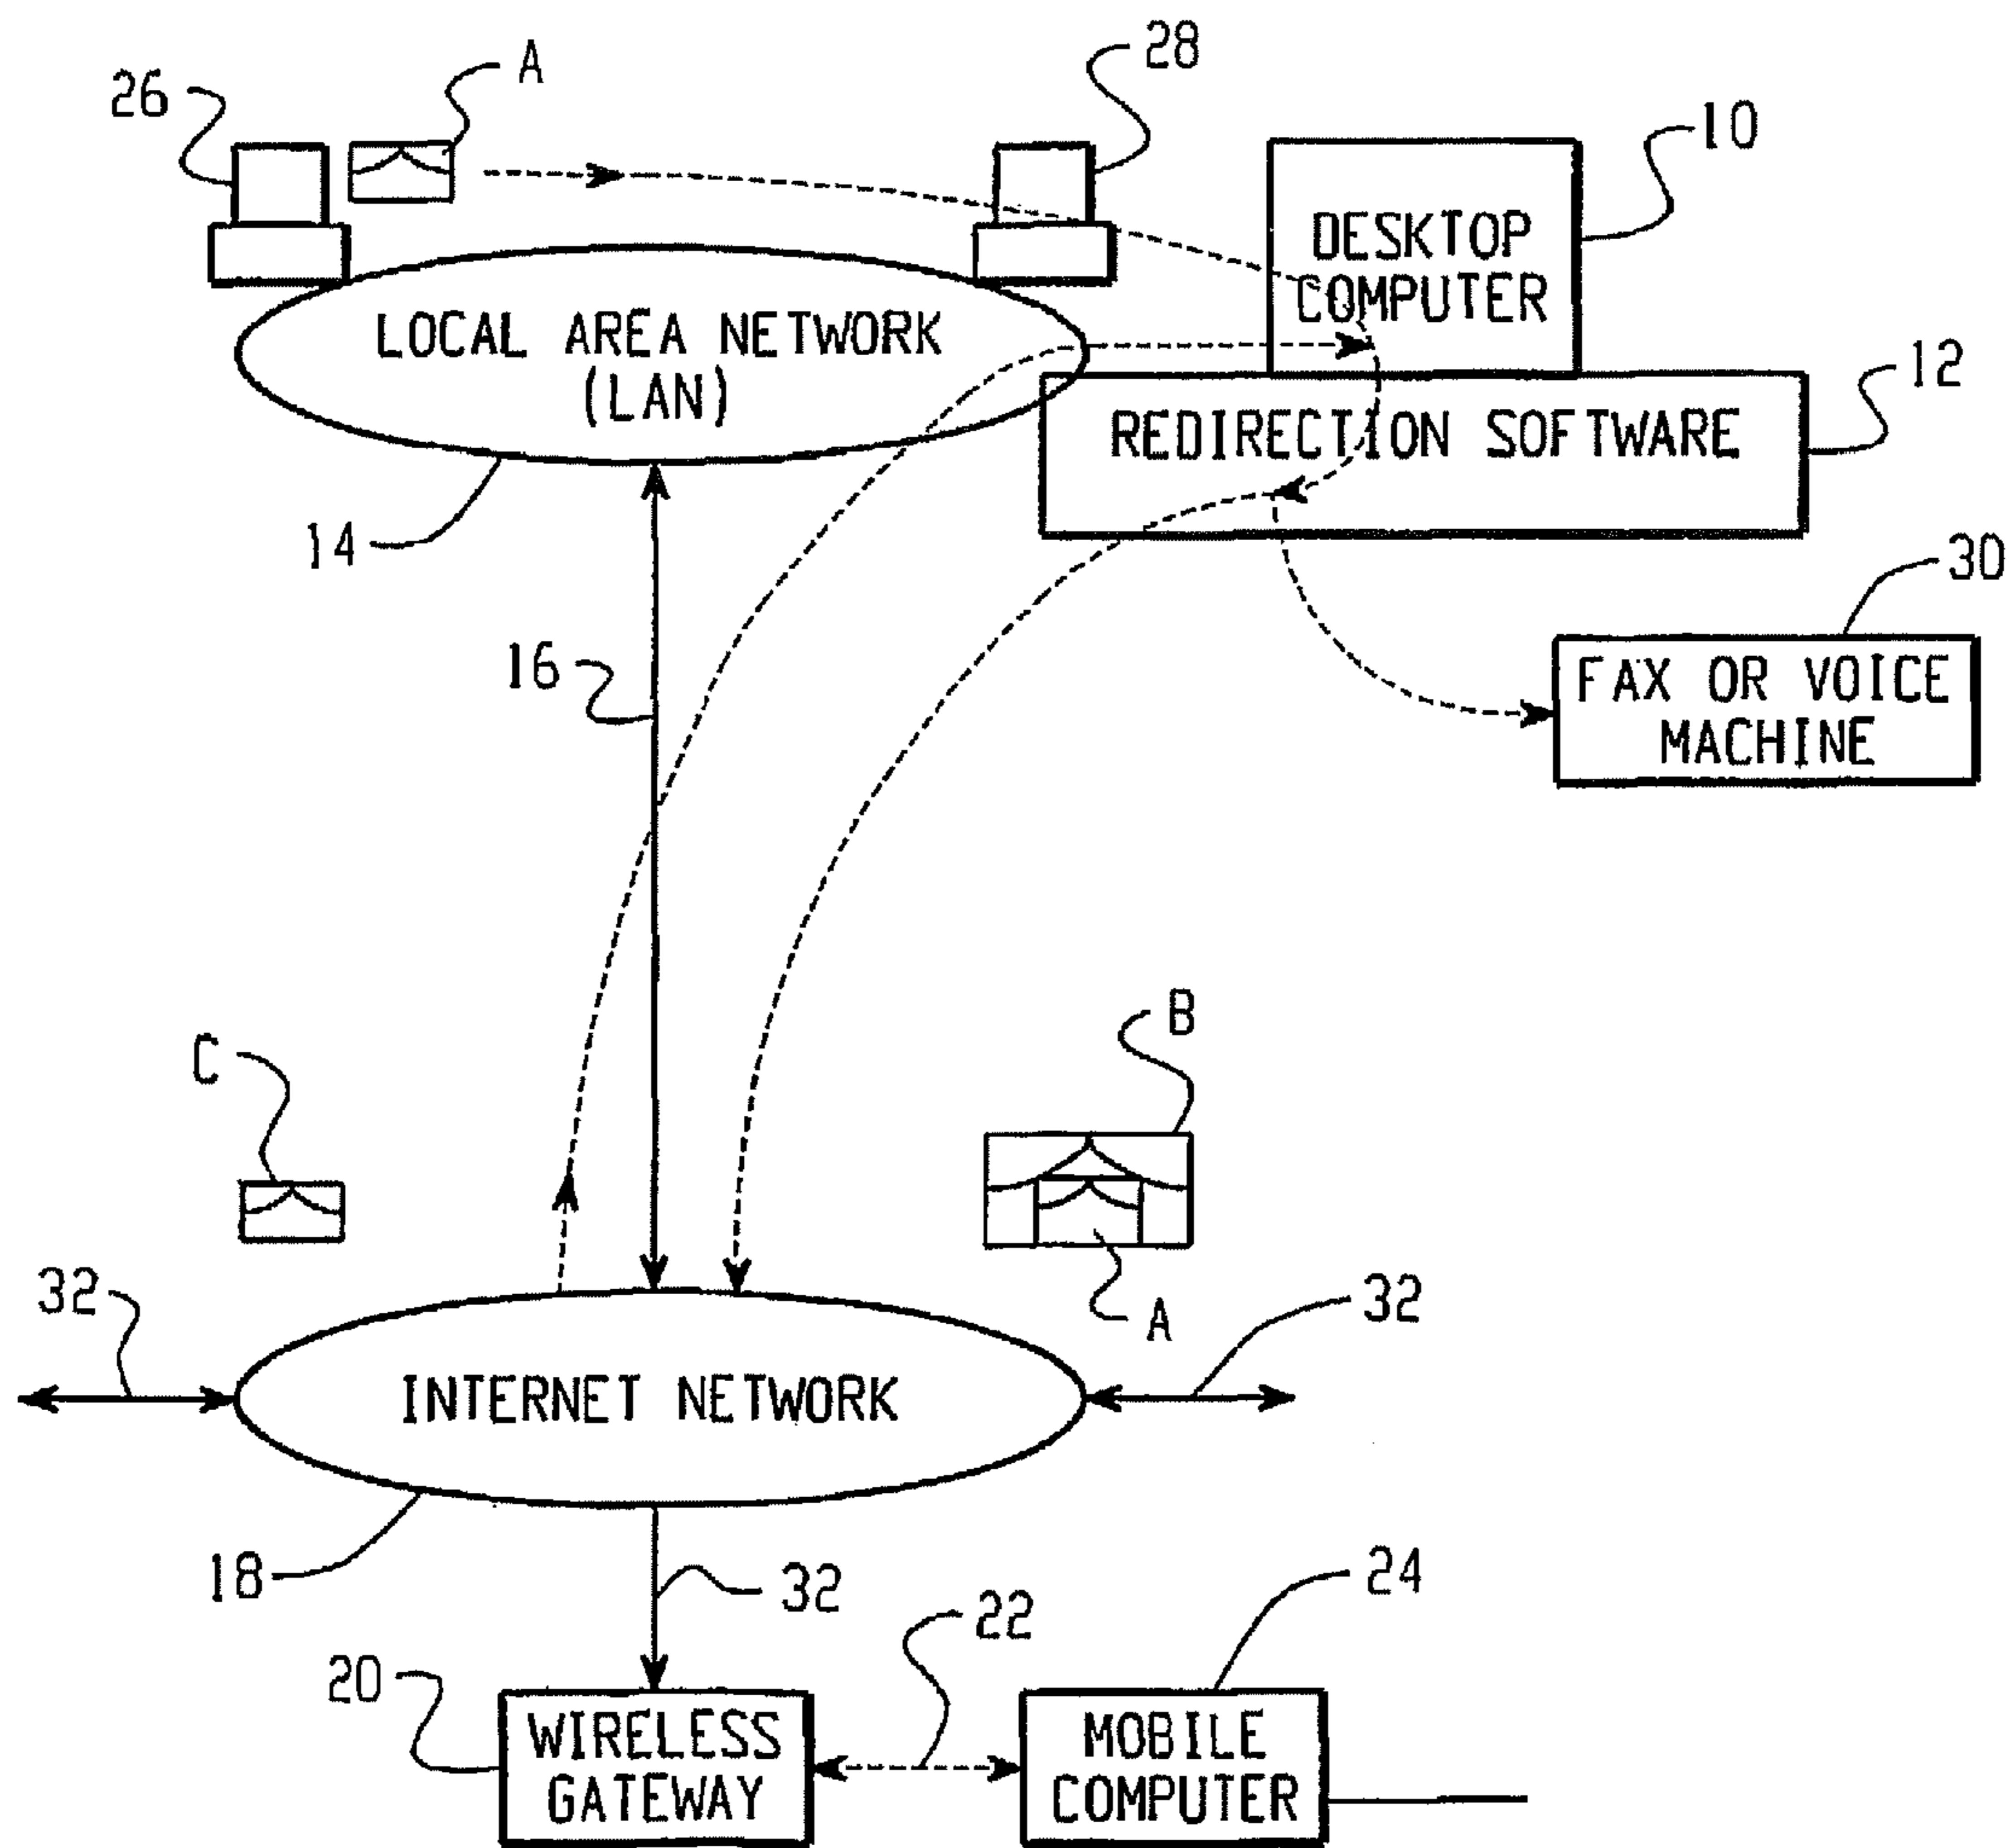 28
A
26
10
DESKTOP
COMPUTER
LOCAL AREA NETWORK
(LAN)
12
REDIRECTION SOFTWARE
14
30
16
FAX OR VOICE
MACHINE
B
C
32
A
32
INTERNET NETWORK
18
32
24
22
20
WIRELESS
GATEWAY
MOBILE
COMPUTER